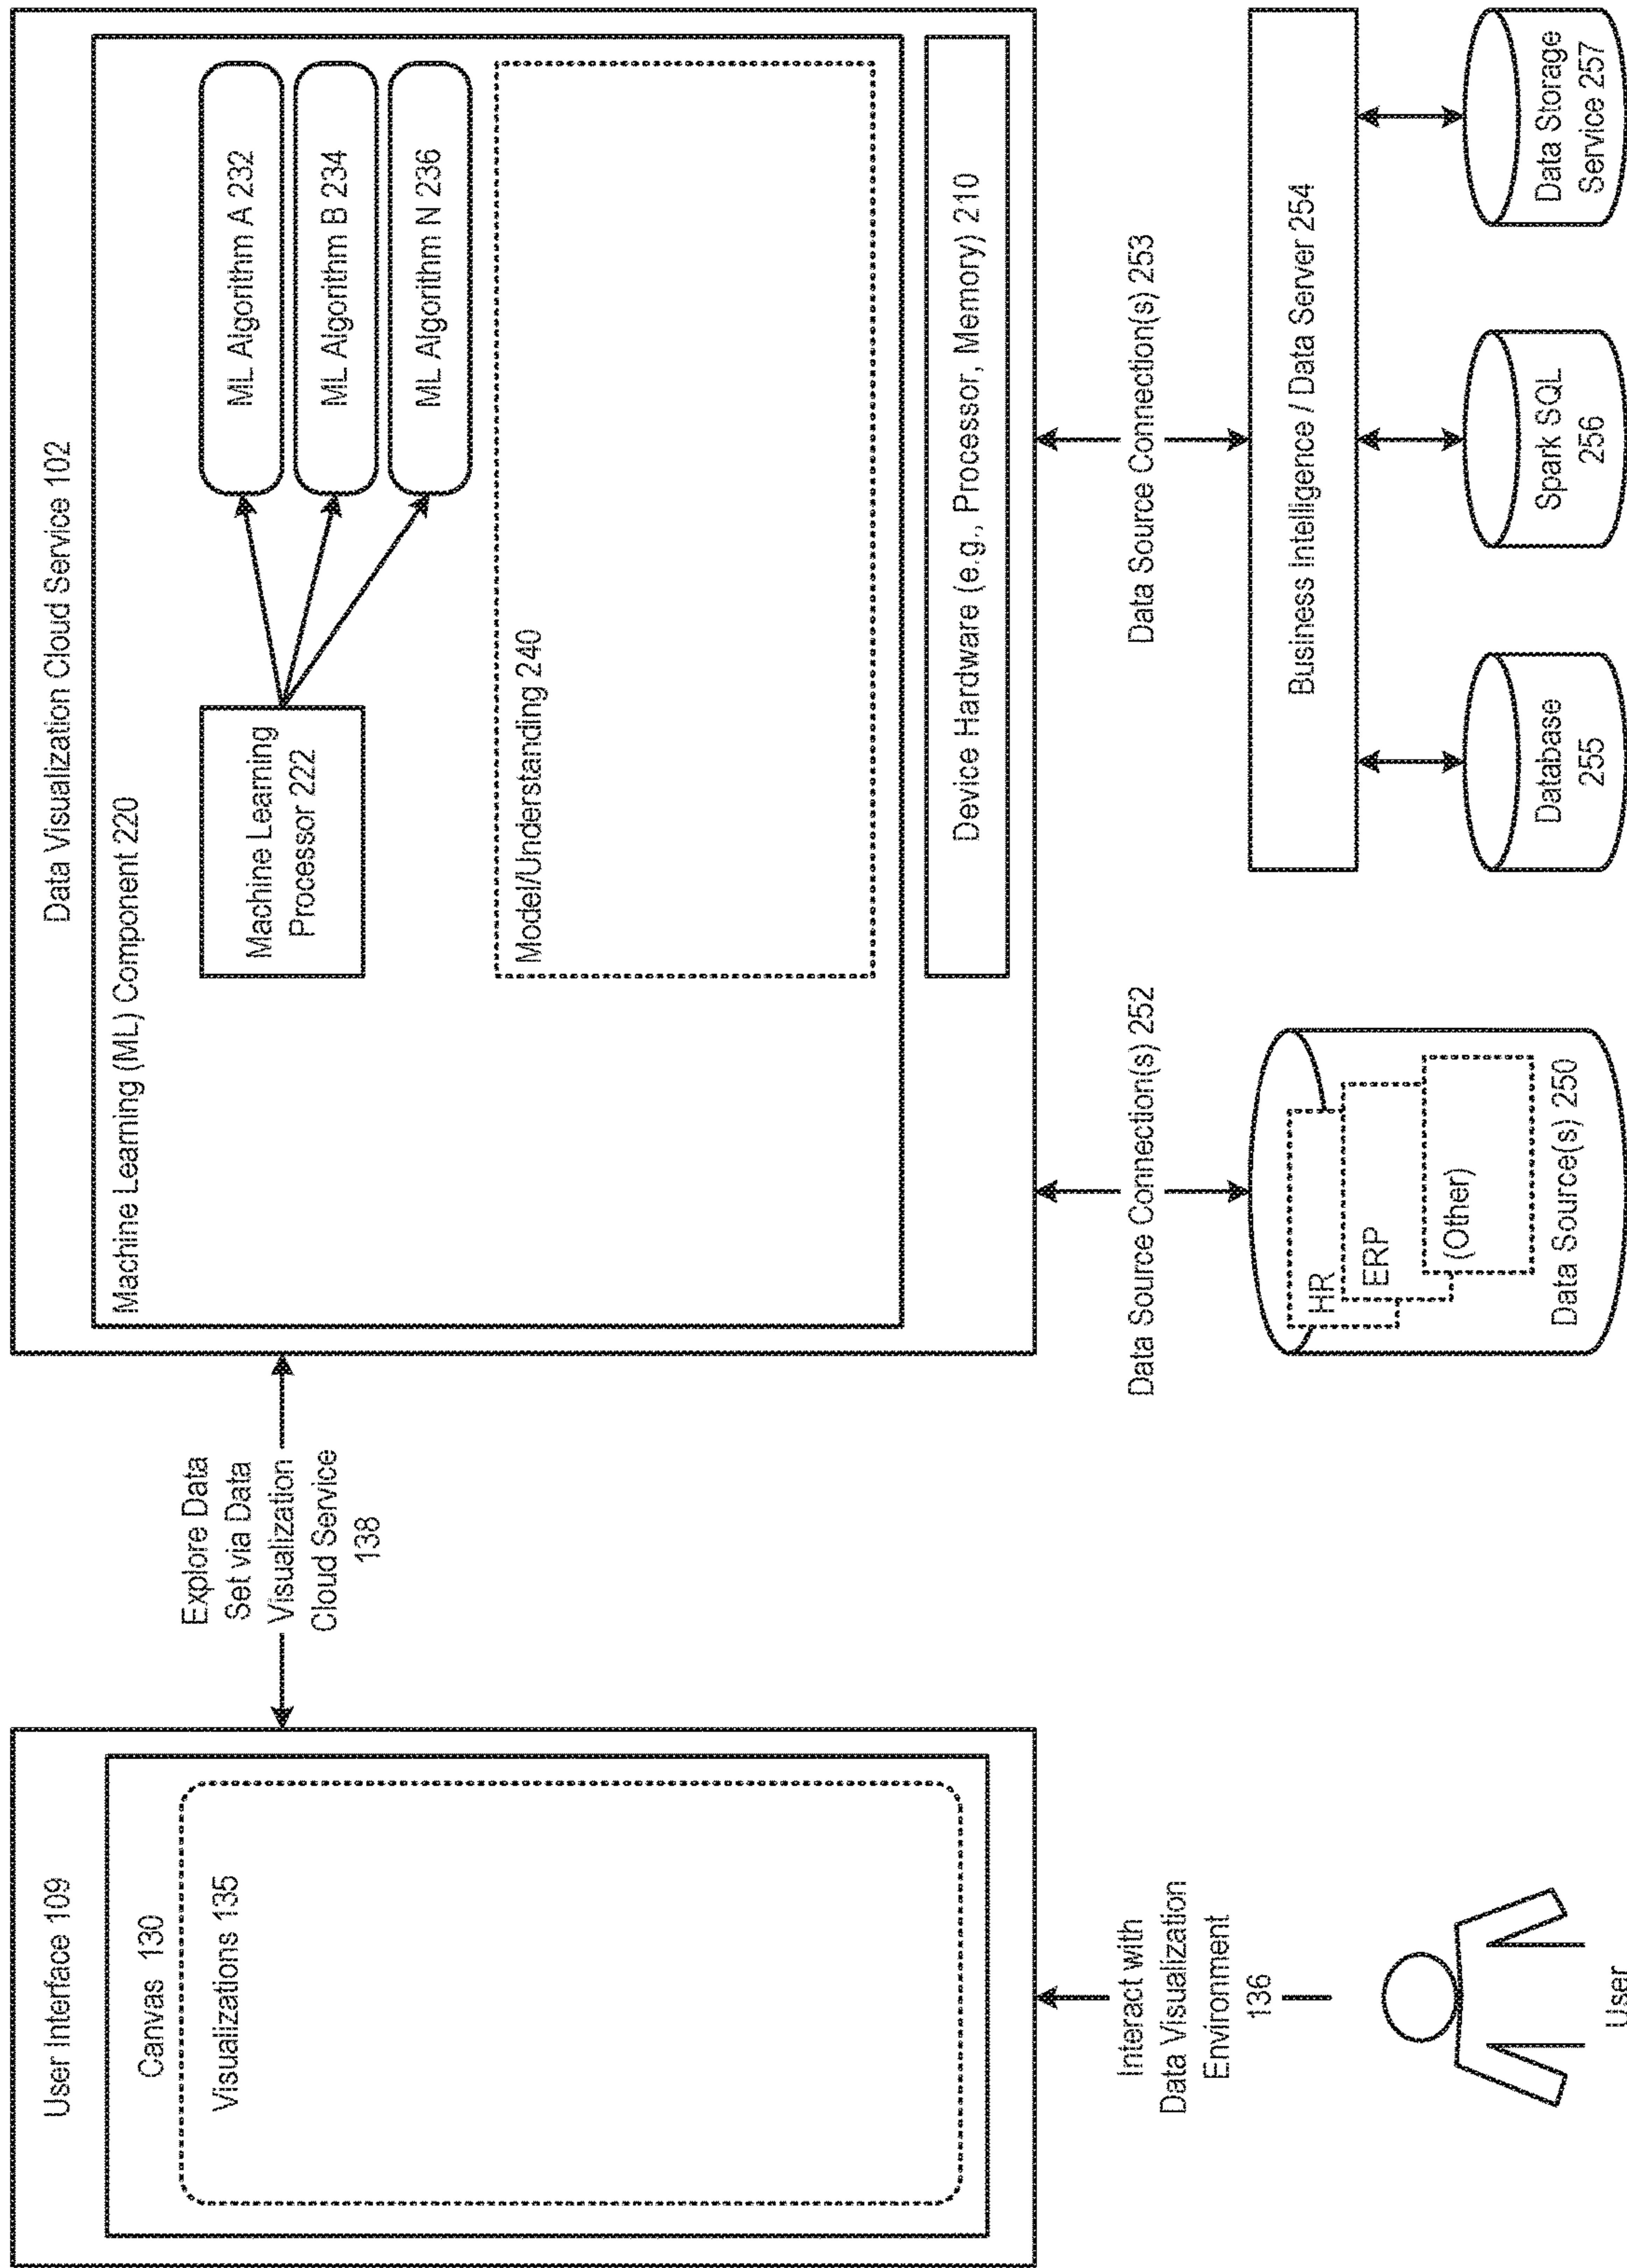 User Interface 109
Canvas 130
Visualizations 135
Interact with
Data Visualization
Environment
136
User
Explore Data
Set via Data
Visualization
Cloud Service
138
Data Visualization Cloud Service 102
Machine Learning (ML) Component 220
Machine Learning
Processor 222
ML Algorithm A 232
ML Algorithm B 234
ML Algorithm N 236
Model/Understanding 240
Device Hardware (e.g., Processor, Memory) 210
Data Source Connection(s) 252
HR
ERP
(Other)
Data Source(s) 250
Data Source Connection(s) 253
Business Intelligence / Data Server 254
Database
255
Spark SQL
256
Data Storage
Service 257